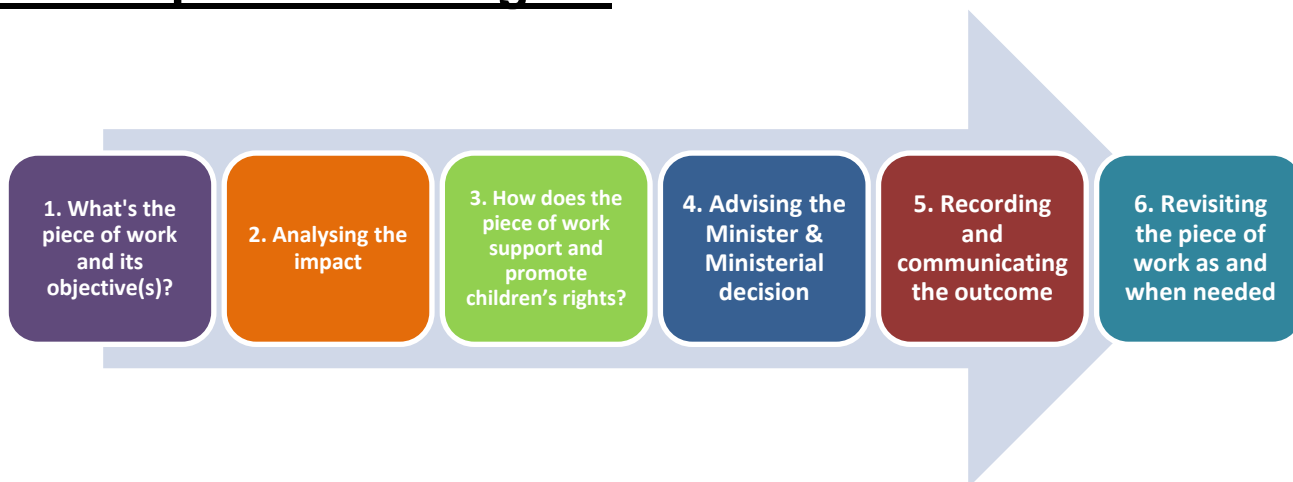 1. What's the
piece of work
and its
objective(s)?
2. Analysing the
impact
3. How does the
piece of work
support and
promote
children’s rights?
4. Advising the
Minister &
Ministerial
decision
5. Recording
and
communicating
the outcome
6. Revisiting
the piece of
work as and
when needed